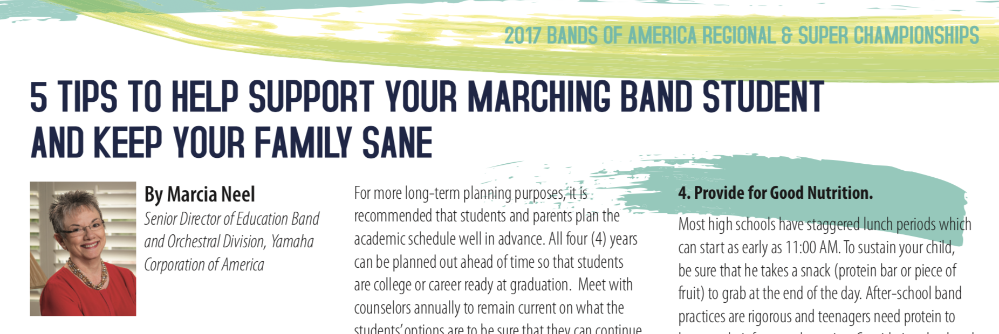 2017 BANDS OF AMERICA REGIONAL & SUPER CHAMPIONSHIPS
5 TIPS TO HELP SUPPORT YOUR MARCHING BAND STUDENT
AND KEEP YOUR FAMILY SANE
By Marcia Neel
Senior Director of Education Band
and Orchestral Division, Yamaha
Corporation of America
For more long-term planning purposes, it is
recommended that students and parents plan the
academic schedule well in advance. All four (4) years
can be planned out ahead of time so that students
are college or career ready at graduation.  Meet with
counselors annually to remain current on what the
students' options are to be sure that they can continue
4. Provide for Good Nutrition.
Most high schools have staggered lunch periods which
can start as early as 11:00 AM. To sustain your child,
be sure that he takes a snack (protein bar or piece of
fruit) to grab at the end of the day. After-school band
practices are rigorous and teenagers need protein to